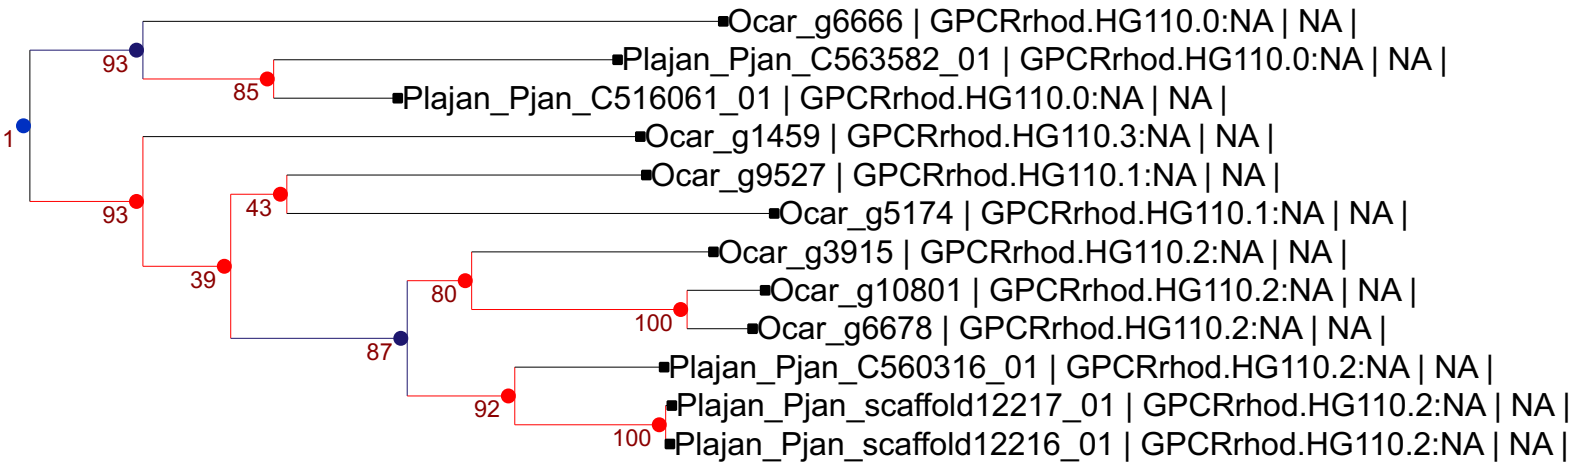 Ocar_g6666 | GPCRrhod.HG110.0:NA | NA |
93
Plajan_Pjan_C563582_01 | GPCRrhod.HG110.0:NA | NA |
85
Plajan_Pjan_C516061_01 | GPCRrhod.HG110.0:NA | NA |
1
Ocar_g1459 | GPCRrhod.HG110.3:NA | NA |
Ocar_g9527 | GPCRrhod.HG110.1:NA | NA |
93
43
Ocar_g5174 | GPCRrhod.HG110.1:NA | NA |
Ocar_g3915 | GPCRrhod.HG110.2:NA | NA |
39
80
Ocar_g10801 | GPCRrhod.HG110.2:NA | NA |
100
Ocar_g6678 | GPCRrhod.HG110.2:NA | NA |
87
Plajan_Pjan_C560316_01 | GPCRrhod.HG110.2:NA | NA |
92
Plajan_Pjan_scaffold12217_01 | GPCRrhod.HG110.2:NA | NA |
100
Plajan_Pjan_scaffold12216_01 | GPCRrhod.HG110.2:NA | NA |